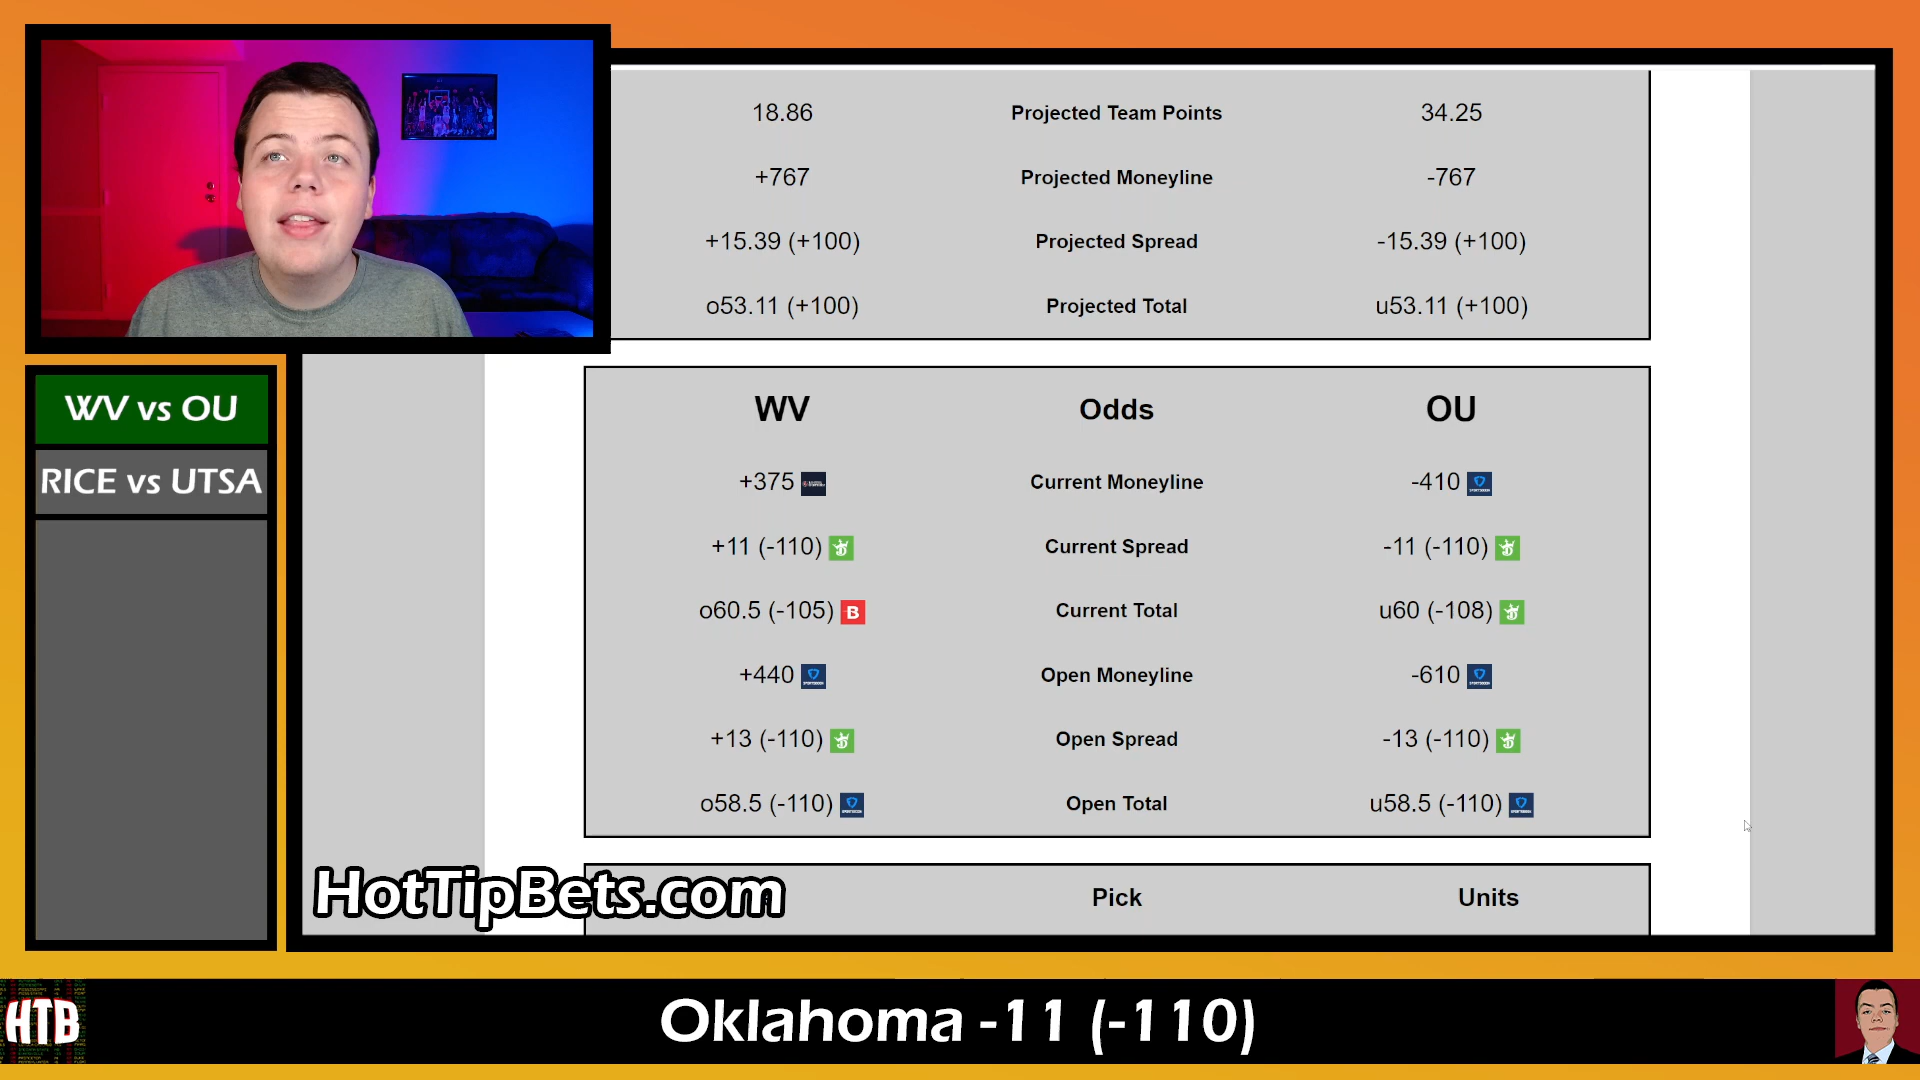 18.86 Projected Team Points 34.25
+767 Projected Moneyline -767
+15.39 (+100) Projected Spread -15.39 (+100)
o53.11 (+100) Projected Total u53.11 (+100)
WV vs OU
RICE vs UTSA
WV Odds OU
+375 Current Moneyline -410
+11 (-110) Current Spread -11 (-110)
o60.5 (-105) B Current Total u60 (-108)
+440 Open Moneyline -610
+13 (-110) Open Spread -13 (-110)
o58.5 (-110) Open Total u58.5 (-110)
Pick Units
HotTipBets.com
HTB
Oklahoma -11 (-110)